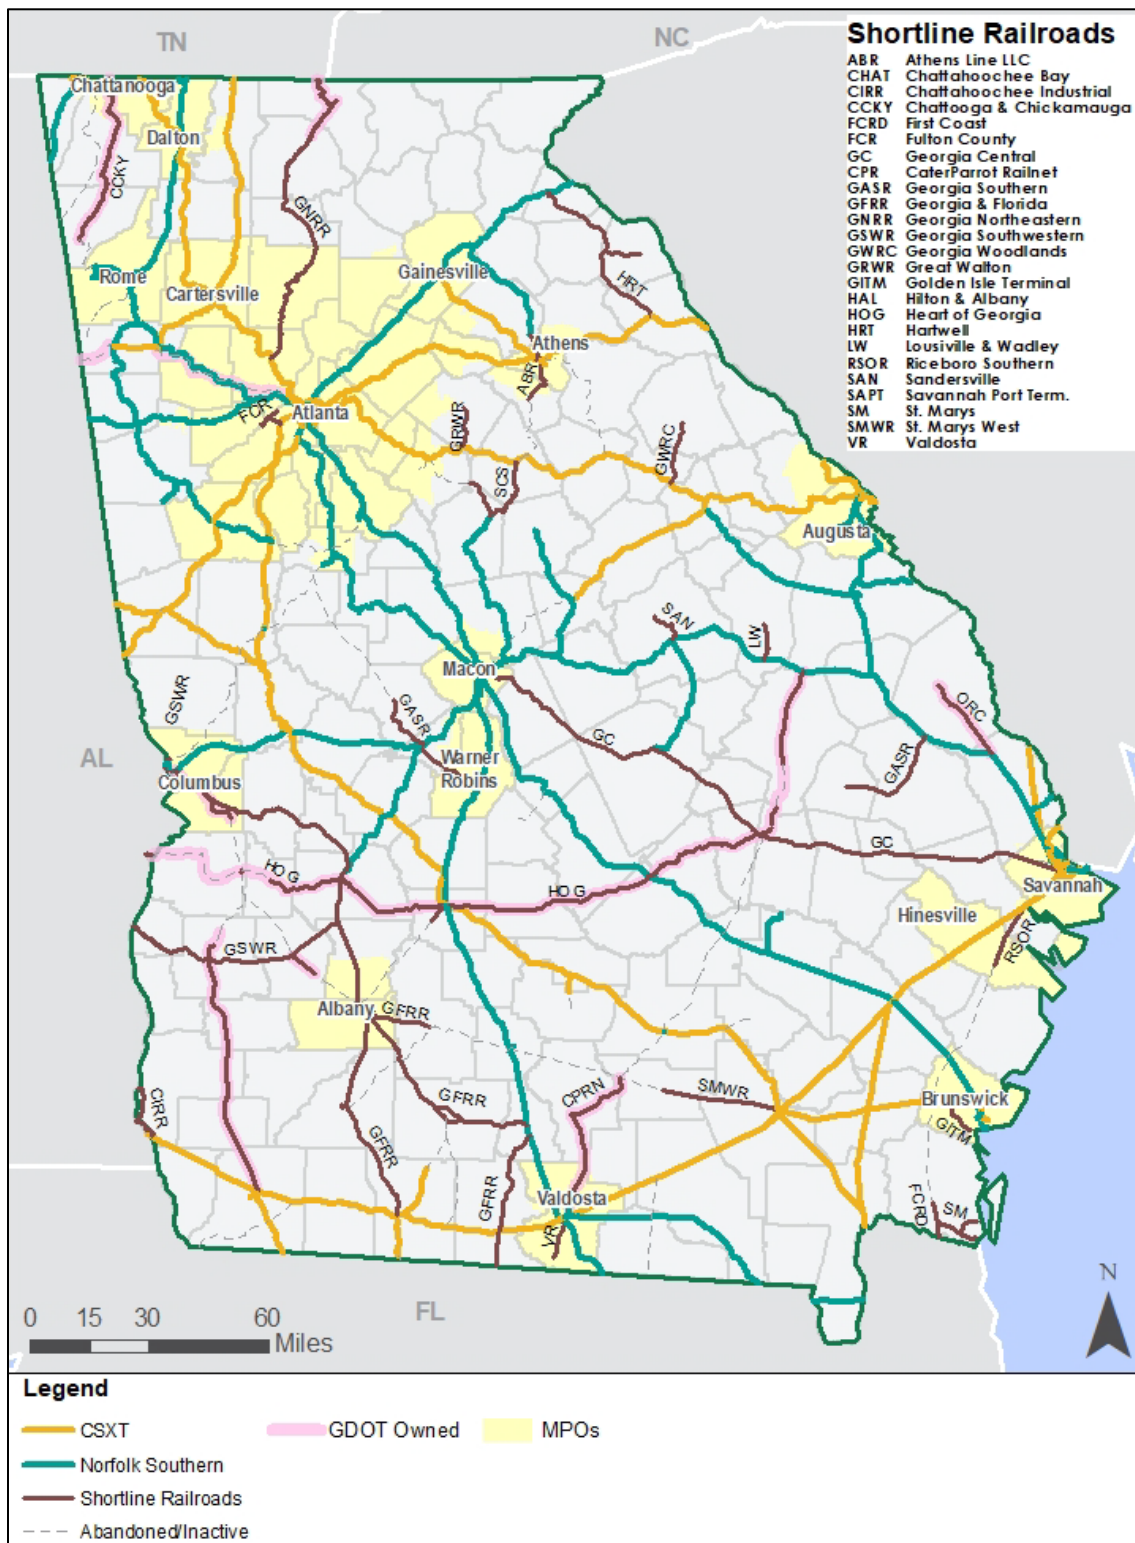 TN
NC
Shortline Railroads
ABR Athens Line LLC
CHAT Chattahoochee Bay
CIRR Chattahoochee Industrial
CCKY Chattooga & Chickamauga
FCRD First Coast
FCR Fulton County
GC Georgia Central
CPR CaterParrot Railnet
GASR Georgia Southern
GFRR Georgia & Florida
GNRR Georgia Northeastern
GSWR Georgia Southwestern
GWRC Georgia Woodlands
GRWR Great Walton
GITM Golden Isle Terminal
HAL Hilton & Albany
HOG Heart of Georgia
HRT Hartwell
LW Lousiville & Wadley
RSOR Riceboro Southern
SAN Sandersville
SAPT Savannah Port Term.
SM St. Marys
SMWR St. Marys West
VR Valdosta
Chattanooga
Dalton
CCKY
GNRR
Rome
Cartersville
Gainesville
HRT
Athens
ABR
FCR
Atlanta
GRWR
GWRC
SCS
Augusta
SAN
LW
Macon
GSWR
GASR
GC
ORC
GASR
AL
Columbus
Warner
Robins
GC
HOG
HOG
Savannah
Hinesville
RSOR
GSWR
Albany
GFRR
CIRR
GFRR
CPRN
SMWR
Brunswick
GITM
GFRR
GFRR
Valdosta
VR
FCRD
SM
FL
N
0 15 30 60
Miles
Legend
CSXT
GDOT Owned
MPOs
Norfolk Southern
Shortline Railroads
Abandoned/Inactive